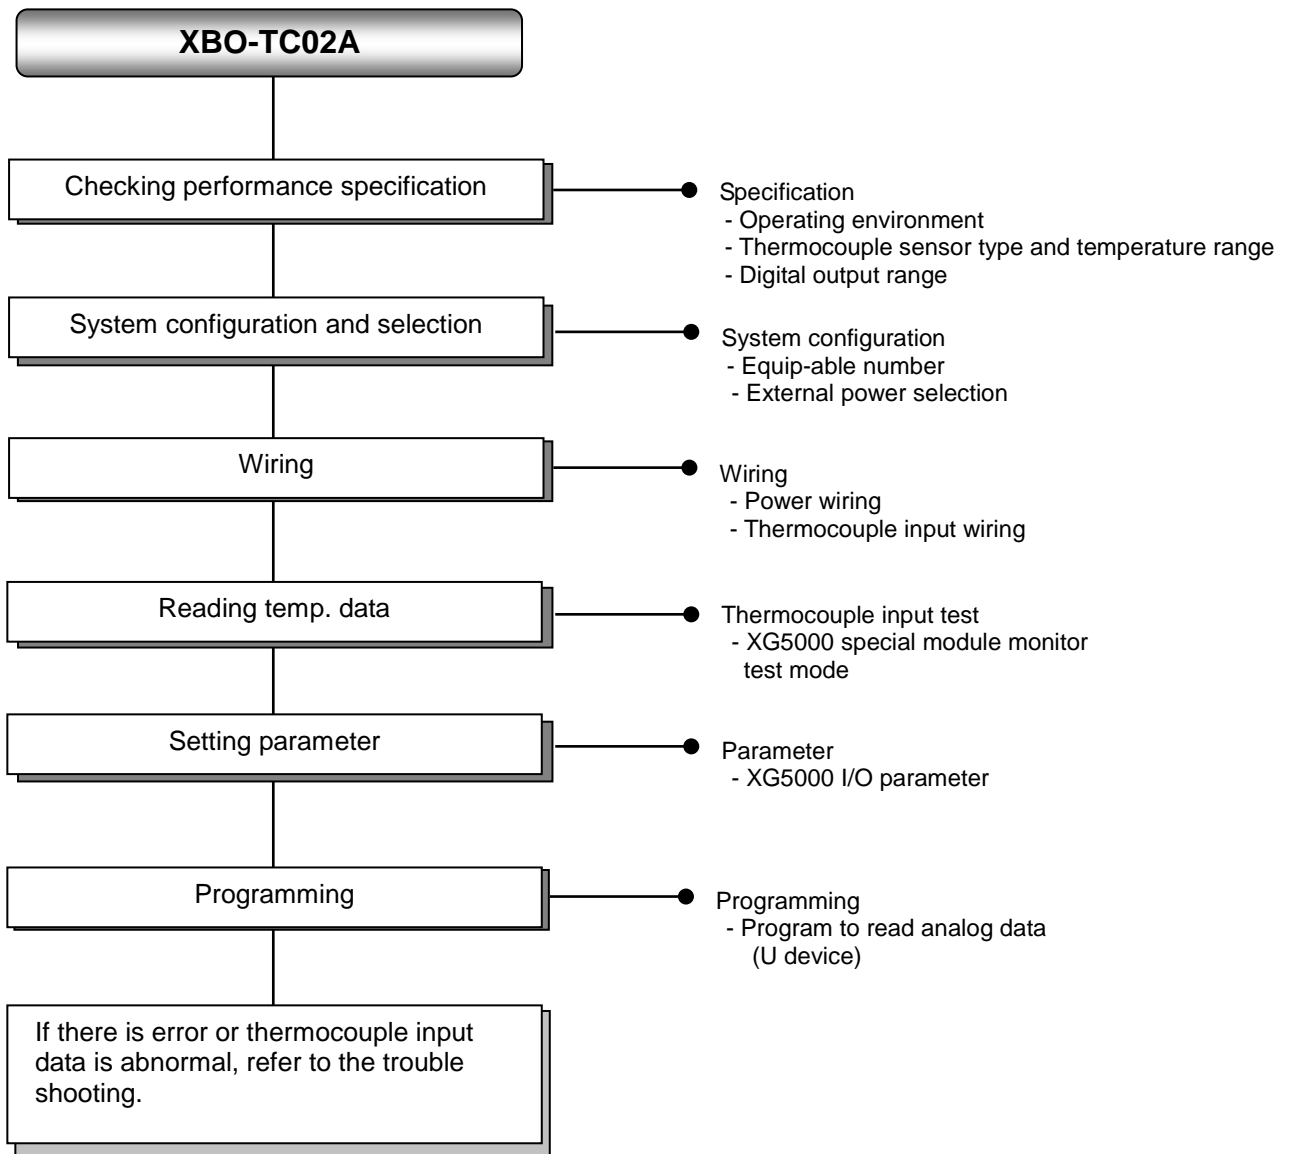 XBO-TC02A
Checking performance specification
Specification
- Operating environment
- Thermocouple sensor type and temperature range
- Digital output range
System configuration and selection
System configuration
- Equip-able number
- External power selection
Wiring
Wiring
- Power wiring
- Thermocouple input wiring
Reading temp. data
Thermocouple input test
- XG5000 special module monitor
test mode
Setting parameter
Parameter
- XG5000 I/O parameter
Programming
Programming
- Program to read analog data
(U device)
If there is error or thermocouple input
data is abnormal, refer to the trouble
shooting.